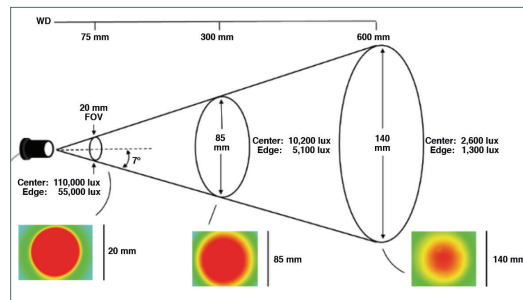 WD
75 mm
300 mm
600 mm
20 mm
FOV
7º
85
mm
140
mm
Center: 110,000 lux
Edge: 55,000 lux
Center: 10,200 lux
Edge: 5,100 lux
Center: 2,600 lux
Edge: 1,300 lux
20 mm
85 mm
140 mm